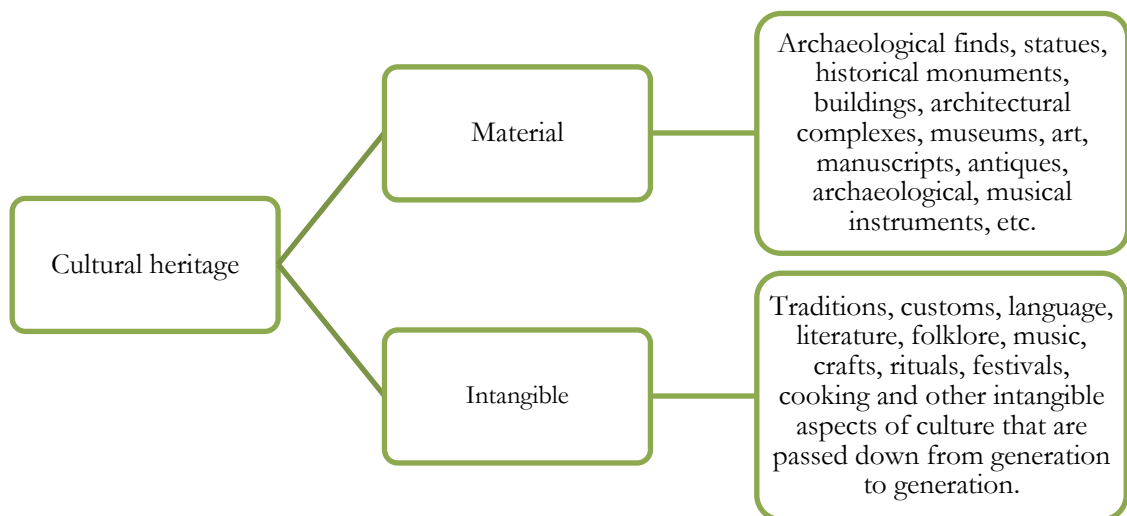 Cultural heritage
Material
Archaeological finds, statues,
historical monuments,
buildings, architectural
complexes, museums, art,
manuscripts, antiques,
archaeological, musical
instruments, etc.
Intangible
Traditions, customs, language,
literature, folklore, music,
crafts, rituals, festivals,
cooking and other intangible
aspects of culture that are
passed down from generation
to generation.